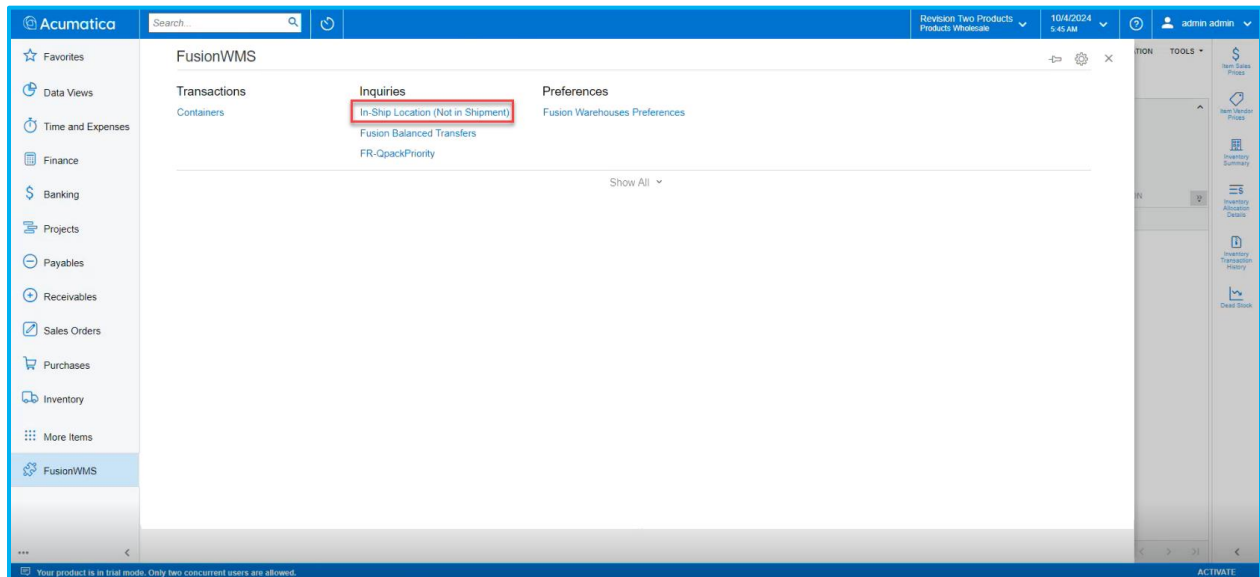 Acumatica
Search...
Revision Two Products
Products Wholesale
10/4/2024
5:45 AM
admin admin
Favorites
Data Views
Time and Expenses
Finance
Banking
Projects
Payables
Receivables
Sales Orders
Purchases
Inventory
More Items
FusionWMS
FusionWMS
Transactions
Containers
Inquiries
In-Ship Location (Not in Shipment)
Fusion Balanced Transfers
FR-QpackPriority
Preferences
Fusion Warehouses Preferences
Show All
TION
TOOLS
Item Sales
Prices
Item Vendor
Prices
Inventory
Summary
Inventory
Allocation
Details
Inventory
Transaction
History
Dead Stock
Your product is in trial mode. Only two concurrent users are allowed.
ACTIVATE